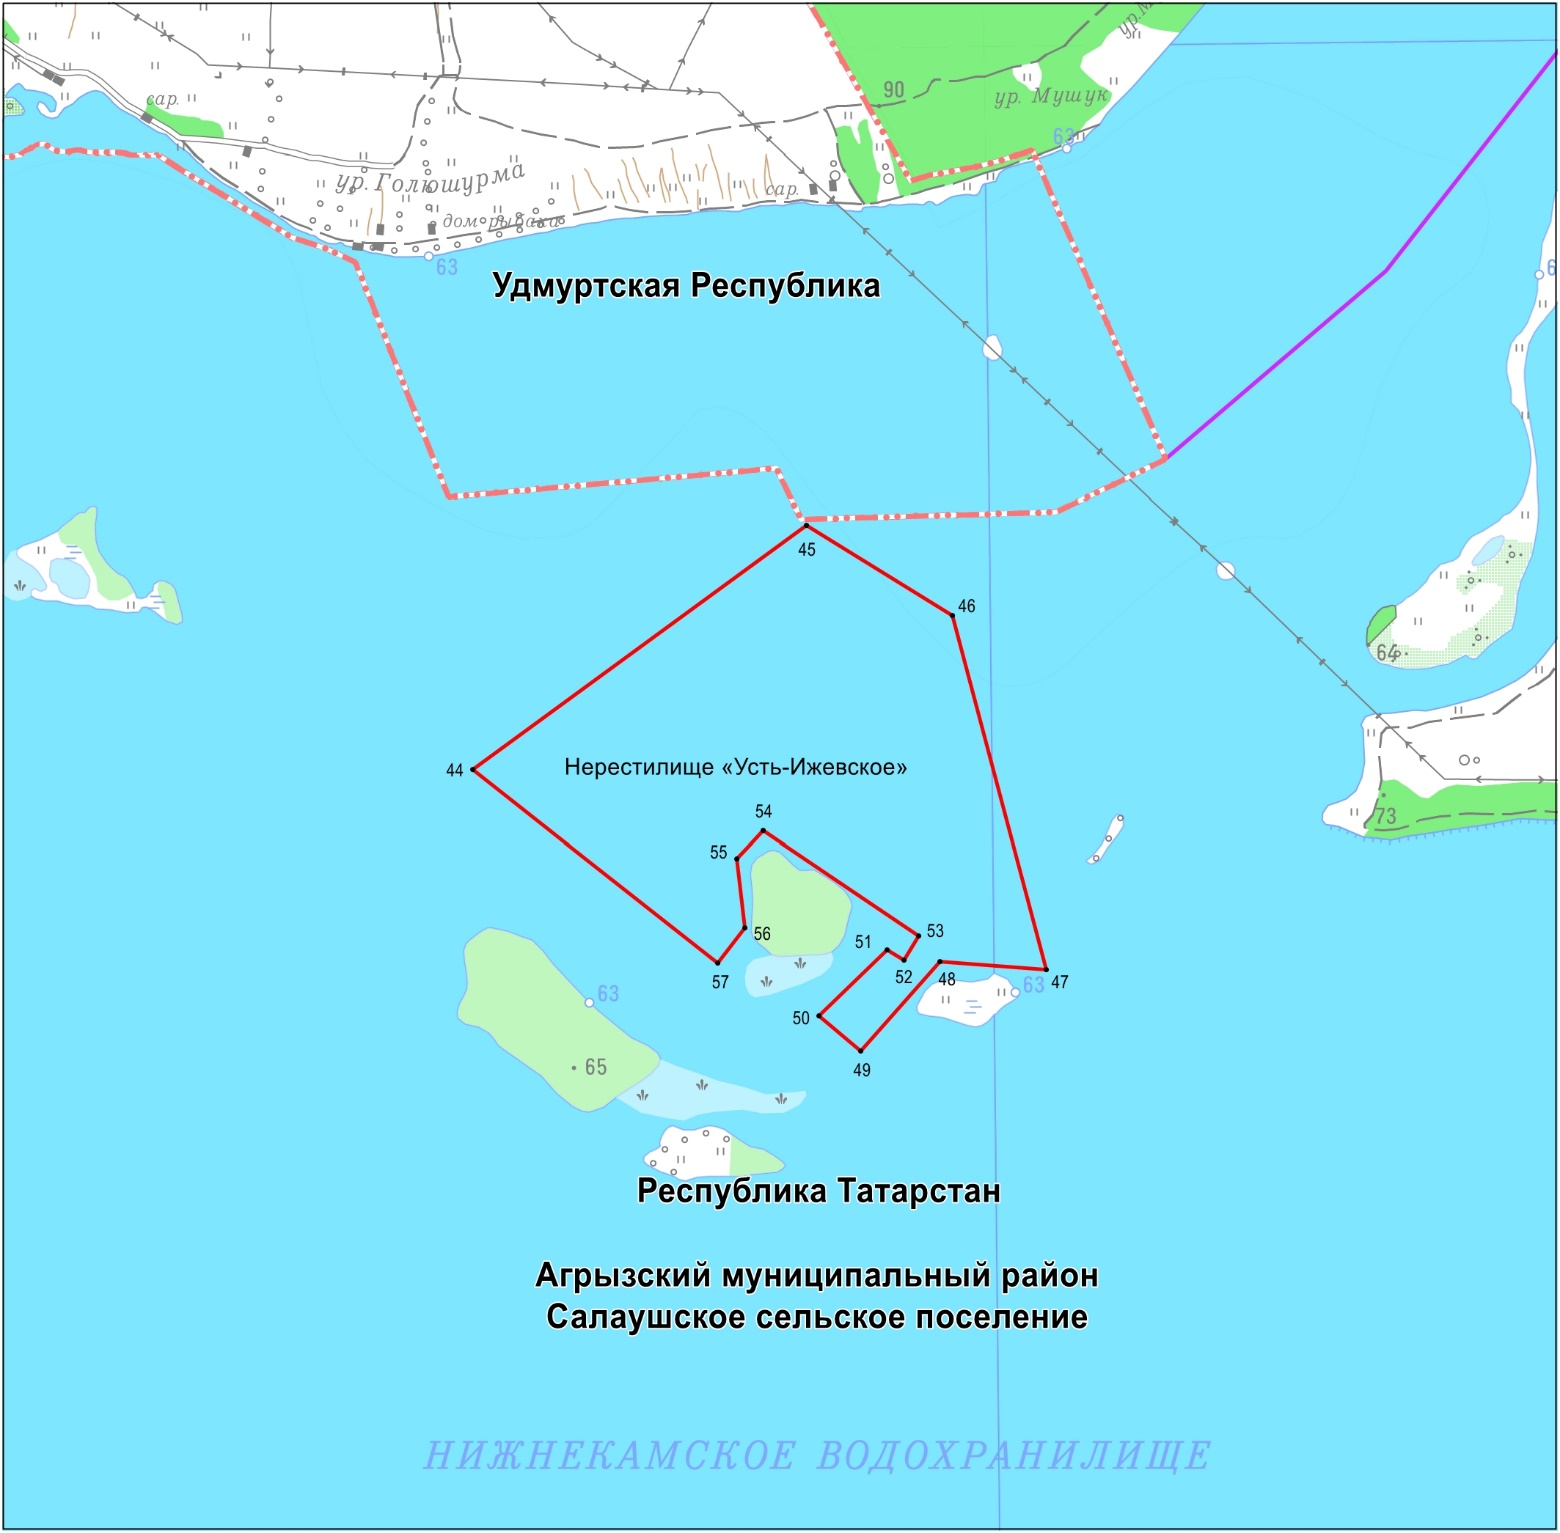 ур. М
90
ур. Мушук
63
сар.
ур. Голюшурма
сар.
дом рыбака
63
6
Удмуртская Республика
45
46
64
44
Нерестилище «Усть-Ижевское»
54
73
55
56
51
53
57
52
48
47
63
63
50
65
49
Республика Татарстан
Агрызский муниципальный район
Салаушское сельское поселение
НИЖНЕКАМСКОЕ ВОДОХРАНИЛИЩЕ